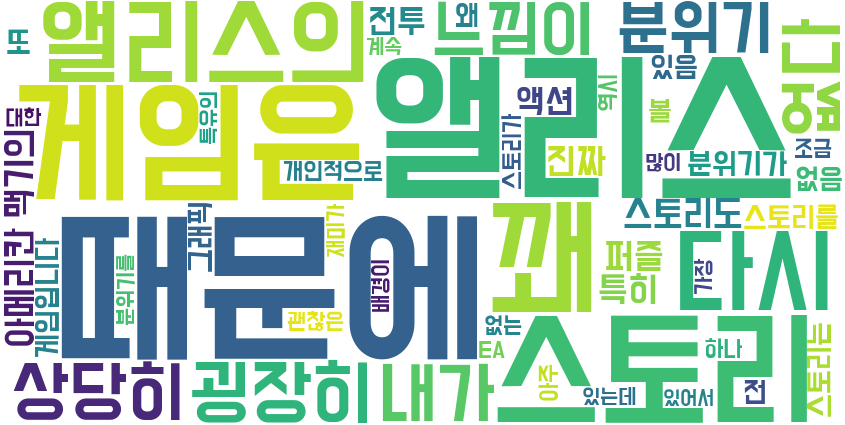 또
앨리스의
전투
왜
계속
느낌이
분위기
있음
없다
대한
게임은
특유의
앨리스
액션
역시
볼
맥기의
개인적으로
스토리가
진짜
많이
분위기가
조금
없음
아메리칸
게임입니다
때문에
그래픽
재미가
꽤
스토리도
스토리를
분위기를
배경이
퍼즐
특히
다시
가장
괜찮은
없는
EA
스토리
하나
퀄리티
상당히
굉장히
내가
아주
있는데
있어서
전